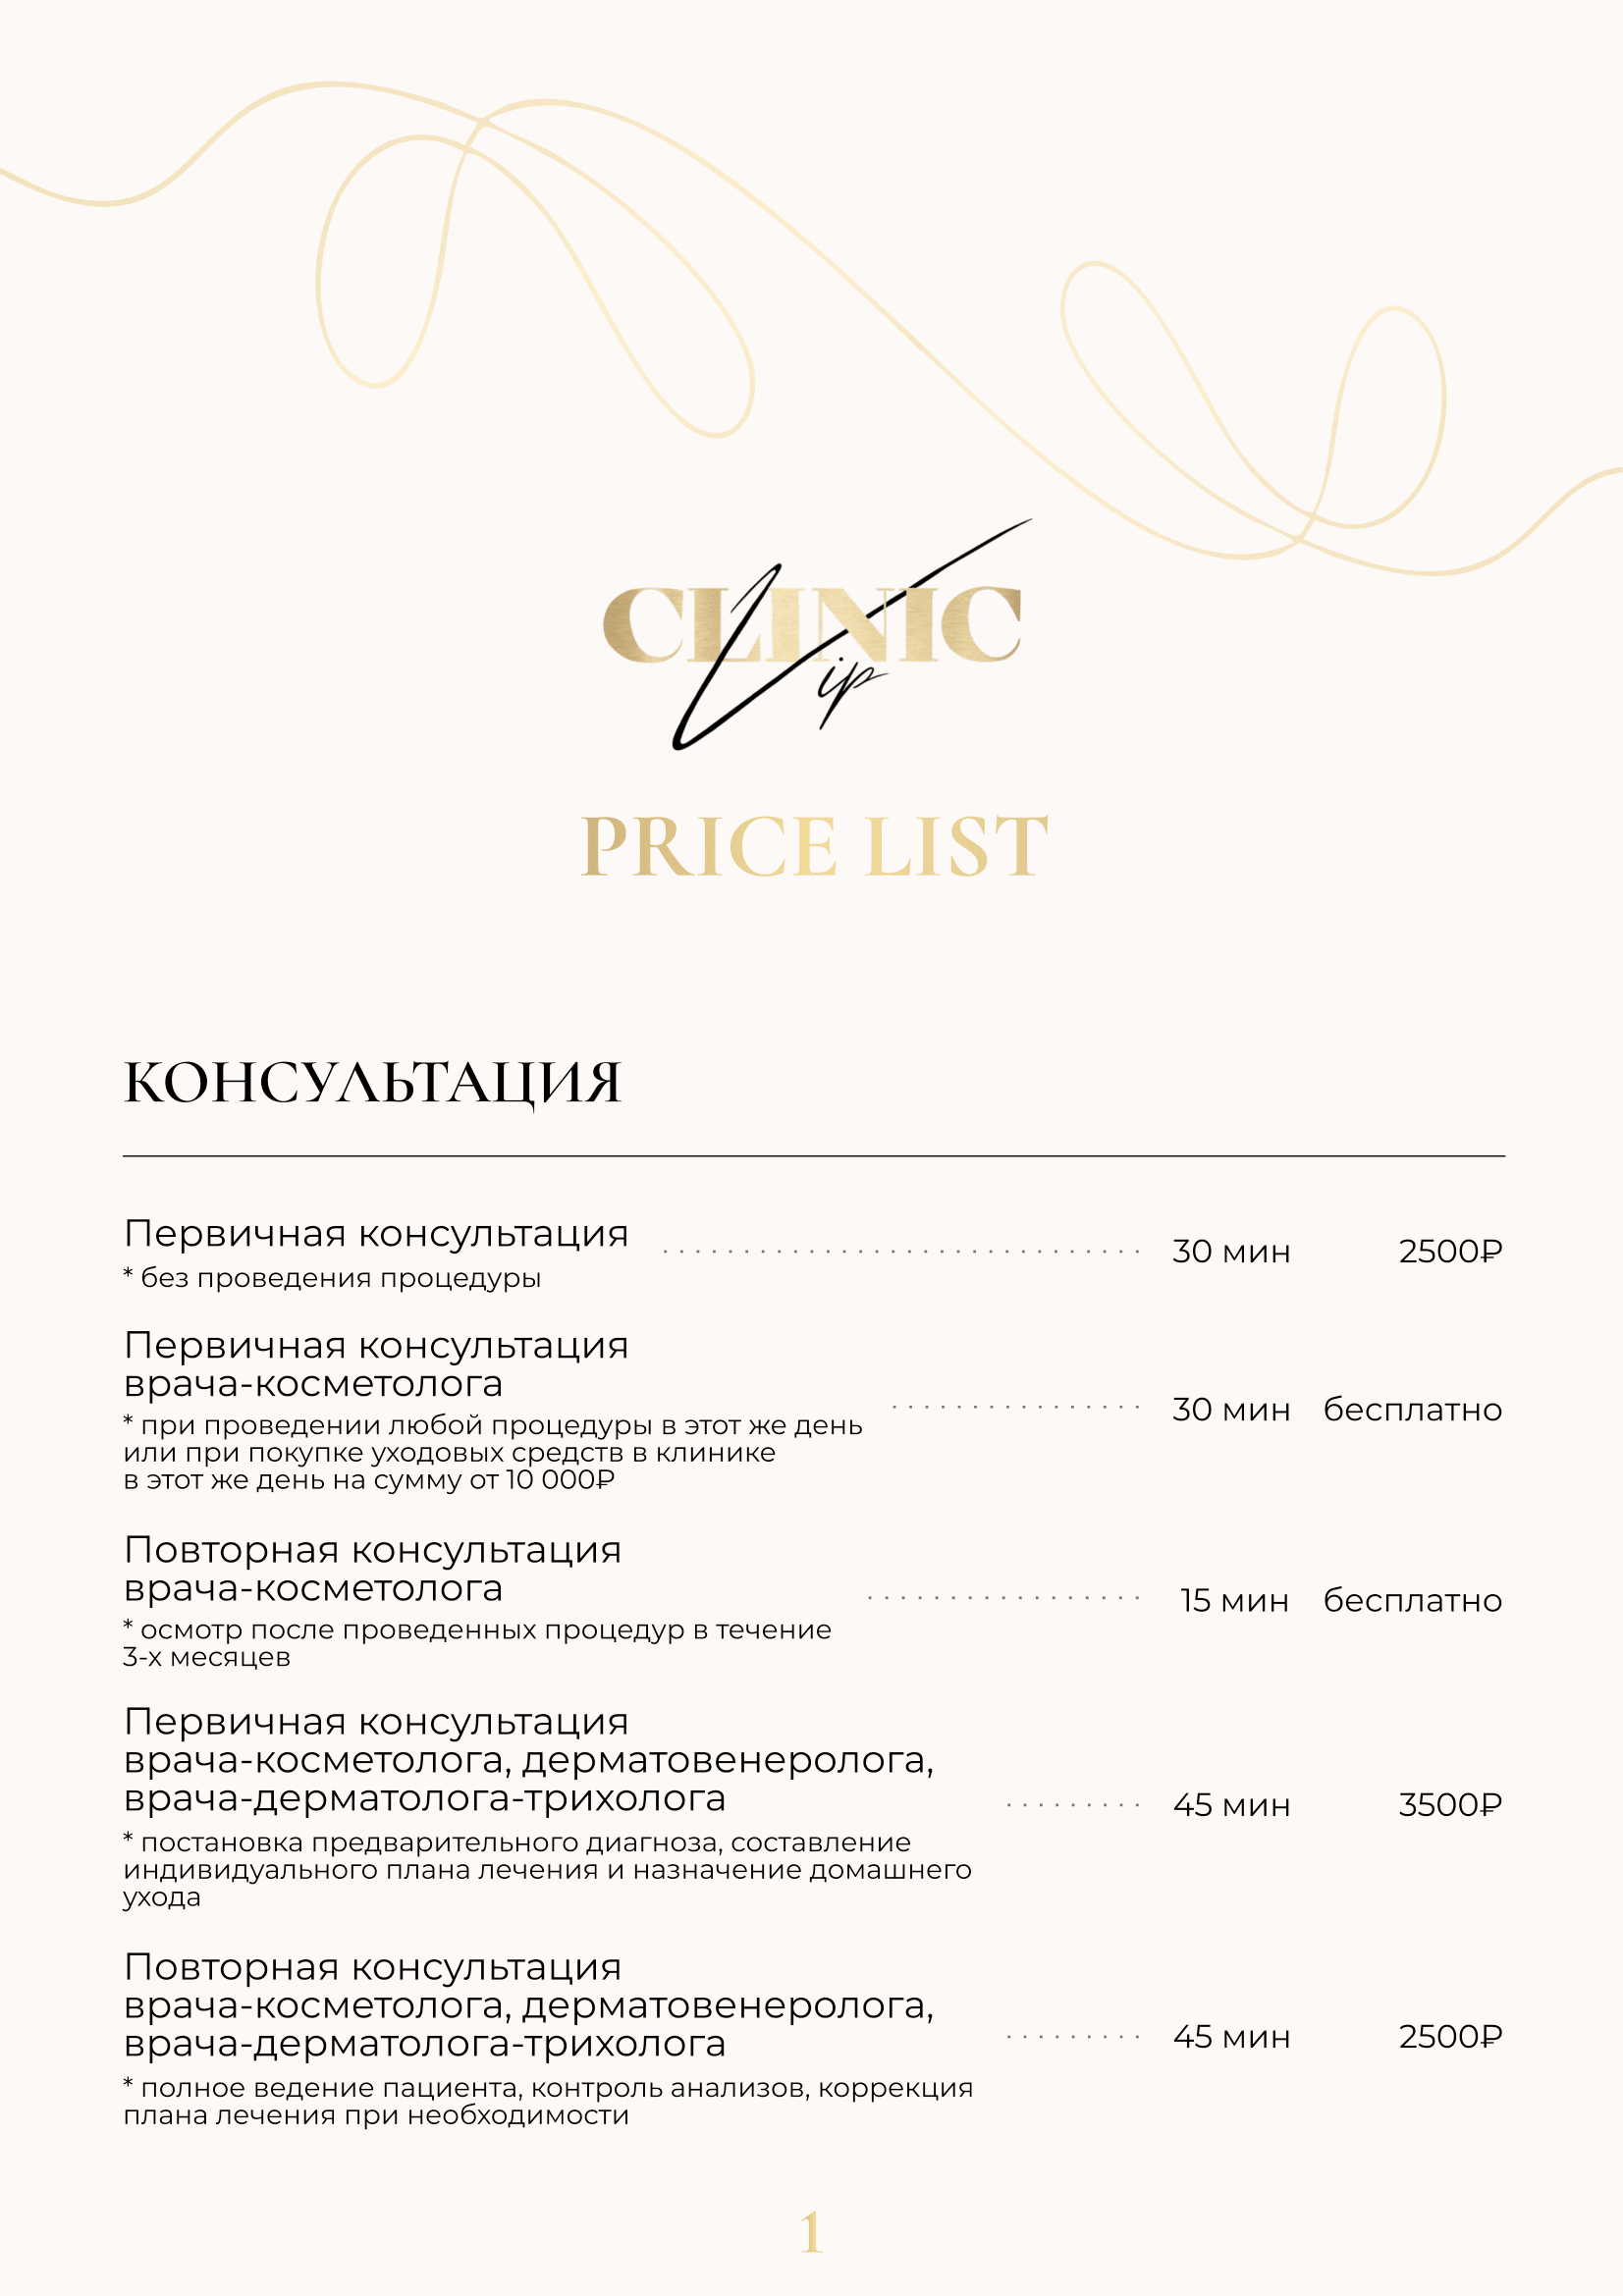 CLINIC
Vip
PRICE LIST
КОНСУЛЬТАЦИЯ
Первичная консультация
* без проведения процедуры
30 мин 2500₽
Первичная консультация
врача-косметолога
* при проведении любой процедуры в этот же день
или при покупке уходовых средств в клинике
в этот же день на сумму от 10 000₽
30 мин бесплатно
Повторная консультация
врача-косметолога
* осмотр после проведенных процедур в течение
3-х месяцев
15 мин бесплатно
Первичная консультация
врача-косметолога, дерматовенеролога,
врача-дерматолога-трихолога
* постановка предварительного диагноза, составление
индивидуального плана лечения и назначение домашнего
ухода
45 мин 3500₽
Повторная консультация
врача-косметолога, дерматовенеролога,
врача-дерматолога-трихолога
* полное ведение пациента, контроль анализов, коррекция
плана лечения при необходимости
45 мин 2500₽
1